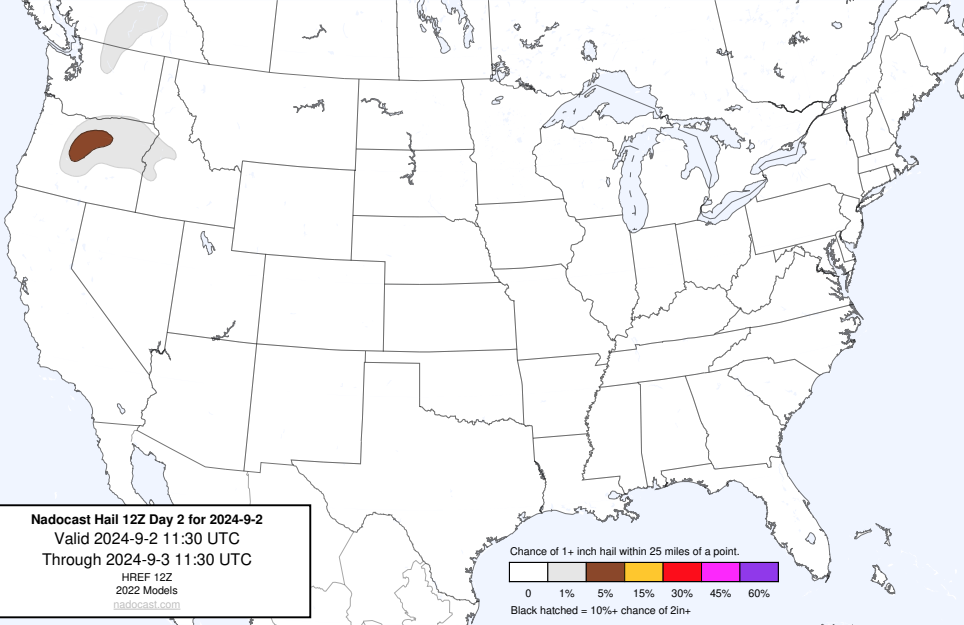 Nadocast Hail 12Z Day 2 for 2024-9-2
Valid 2024-9-2 11:30 UTC
Through 2024-9-3 11:30 UTC
HREF 12Z
2022 Models
nadocast.com
Chance of 1+ inch hail within 25 miles of a point.
0 1% 5% 15% 30% 45% 60%
Black hatched = 10%+ chance of 2in+